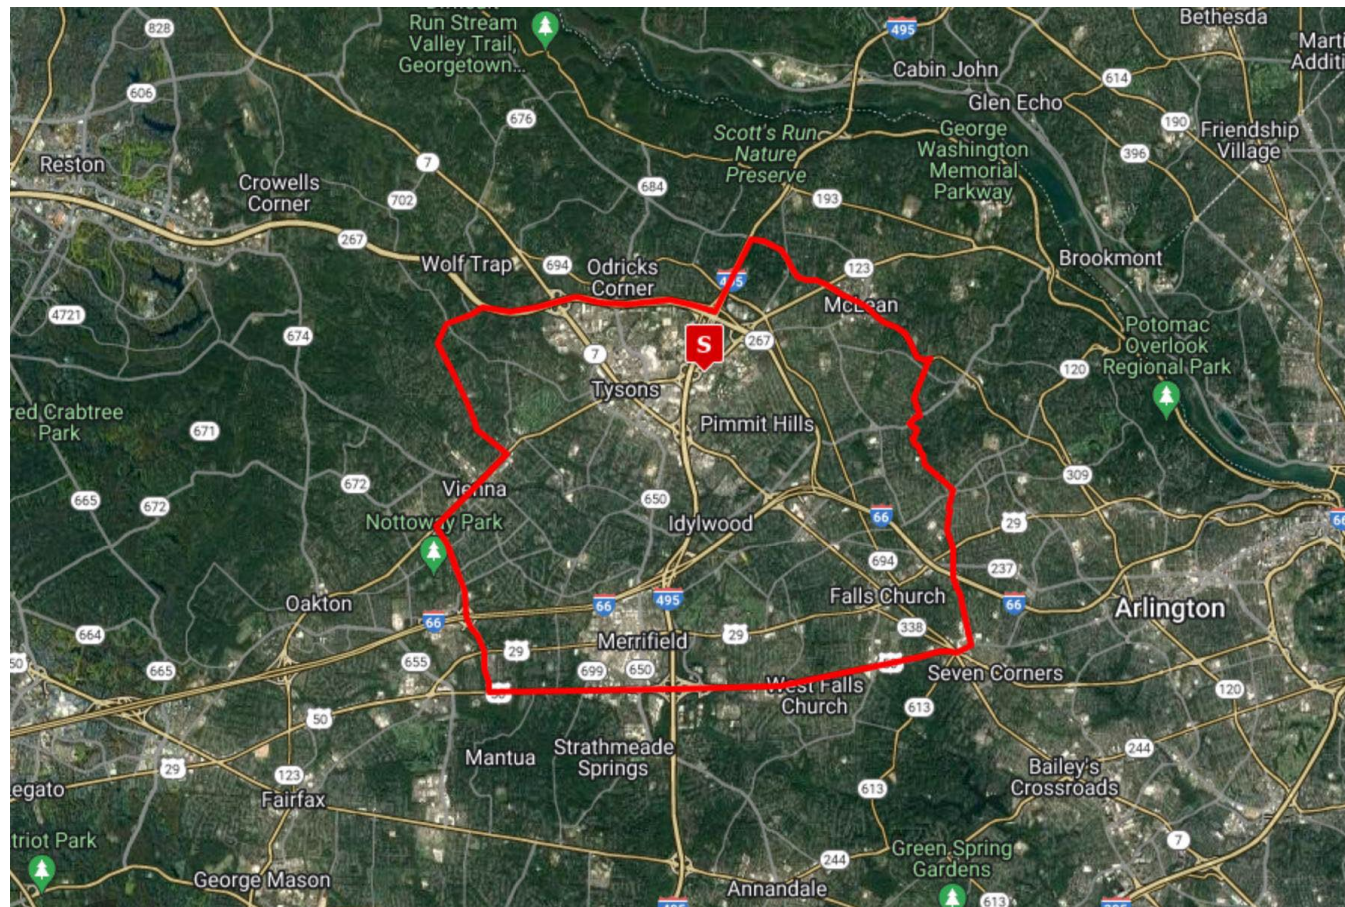 Run Stream
Valley Trail,
Georgetown...
828
495
Bethesda
Cabin John
614
606
Glen Echo
676
Scott's Run
Nature
Preserve
George
Washington
Memorial
Parkway
190
Friendship
Village
396
7
Reston
Crowells
Corner
684
702
193
267
Wolf Trap
694
Odricks
Corner
123
Brookmont
McLean
4721
674
S
267
7
Potomac
Overlook
Regional Park
120
Tysons
Park
671
Pimmit Hills
672
Vienna
665
672
650
309
Nottoway Park
Idylwood
66
29
66
694
237
Oakton
66
495
Falls Church
66
Arlington
66
664
Merrifield
29
338
29
50
665
655
699
650
Seven Corners
West Falls
Church
120
50
613
Mantua
Strathmeade
Springs
244
29
123
Bailey's
Crossroads
613
Fairfax
7
244
Green Spring
Gardens
George Mason
Annandale
613